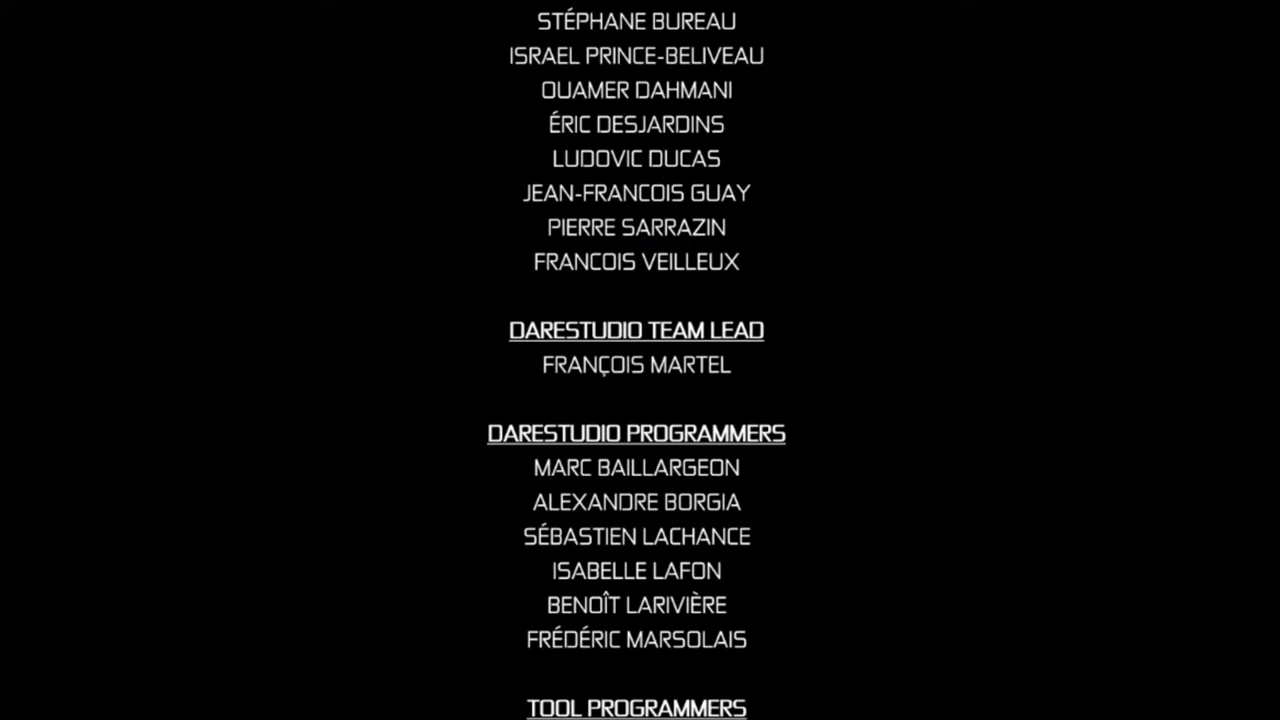 STÉPHANE BUREAU
ISRAEL PRINCE-BELIVEAU
OUAMER DAHMANI
ÉRIC DESJARDINS
LUDOVIC DUCAS
JEAN-FRANCOIS GUAY
PIERRE SARRAZIN
FRANCOIS VEILLEUX
DARESTUDIO TEAM LEAD
FRANÇOIS MARTEL
DARESTUDIO PROGRAMMERS
MARC BAILLARGEON
ALEXANDRE BORGIA
SÉBASTIEN LACHANCE
ISABELLE LAFON
BENOÎT LARIVIÈRE
FRÉDÉRIC MARSOLAIS
TOOL PROGRAMMERS